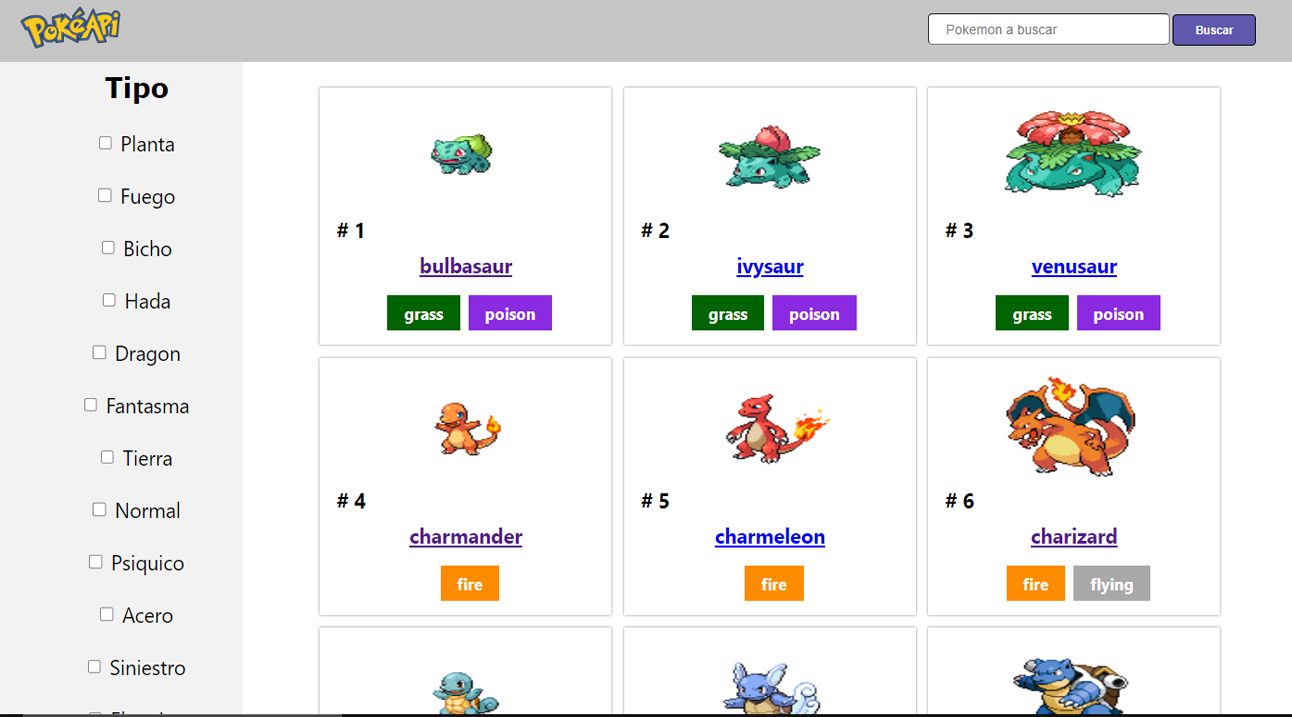 PokéApi
Pokemon a buscar
Buscar
Tipo
Planta
Fuego
Bicho
Hada
Dragon
Fantasma
Tierra
Normal
Psiquico
Acero
Siniestro
# 1
bulbasaur
grass poison
# 2
ivysaur
grass poison
# 3
venusaur
grass poison
# 4
charmander
fire
# 5
charmeleon
fire
# 6
charizard
fire flying